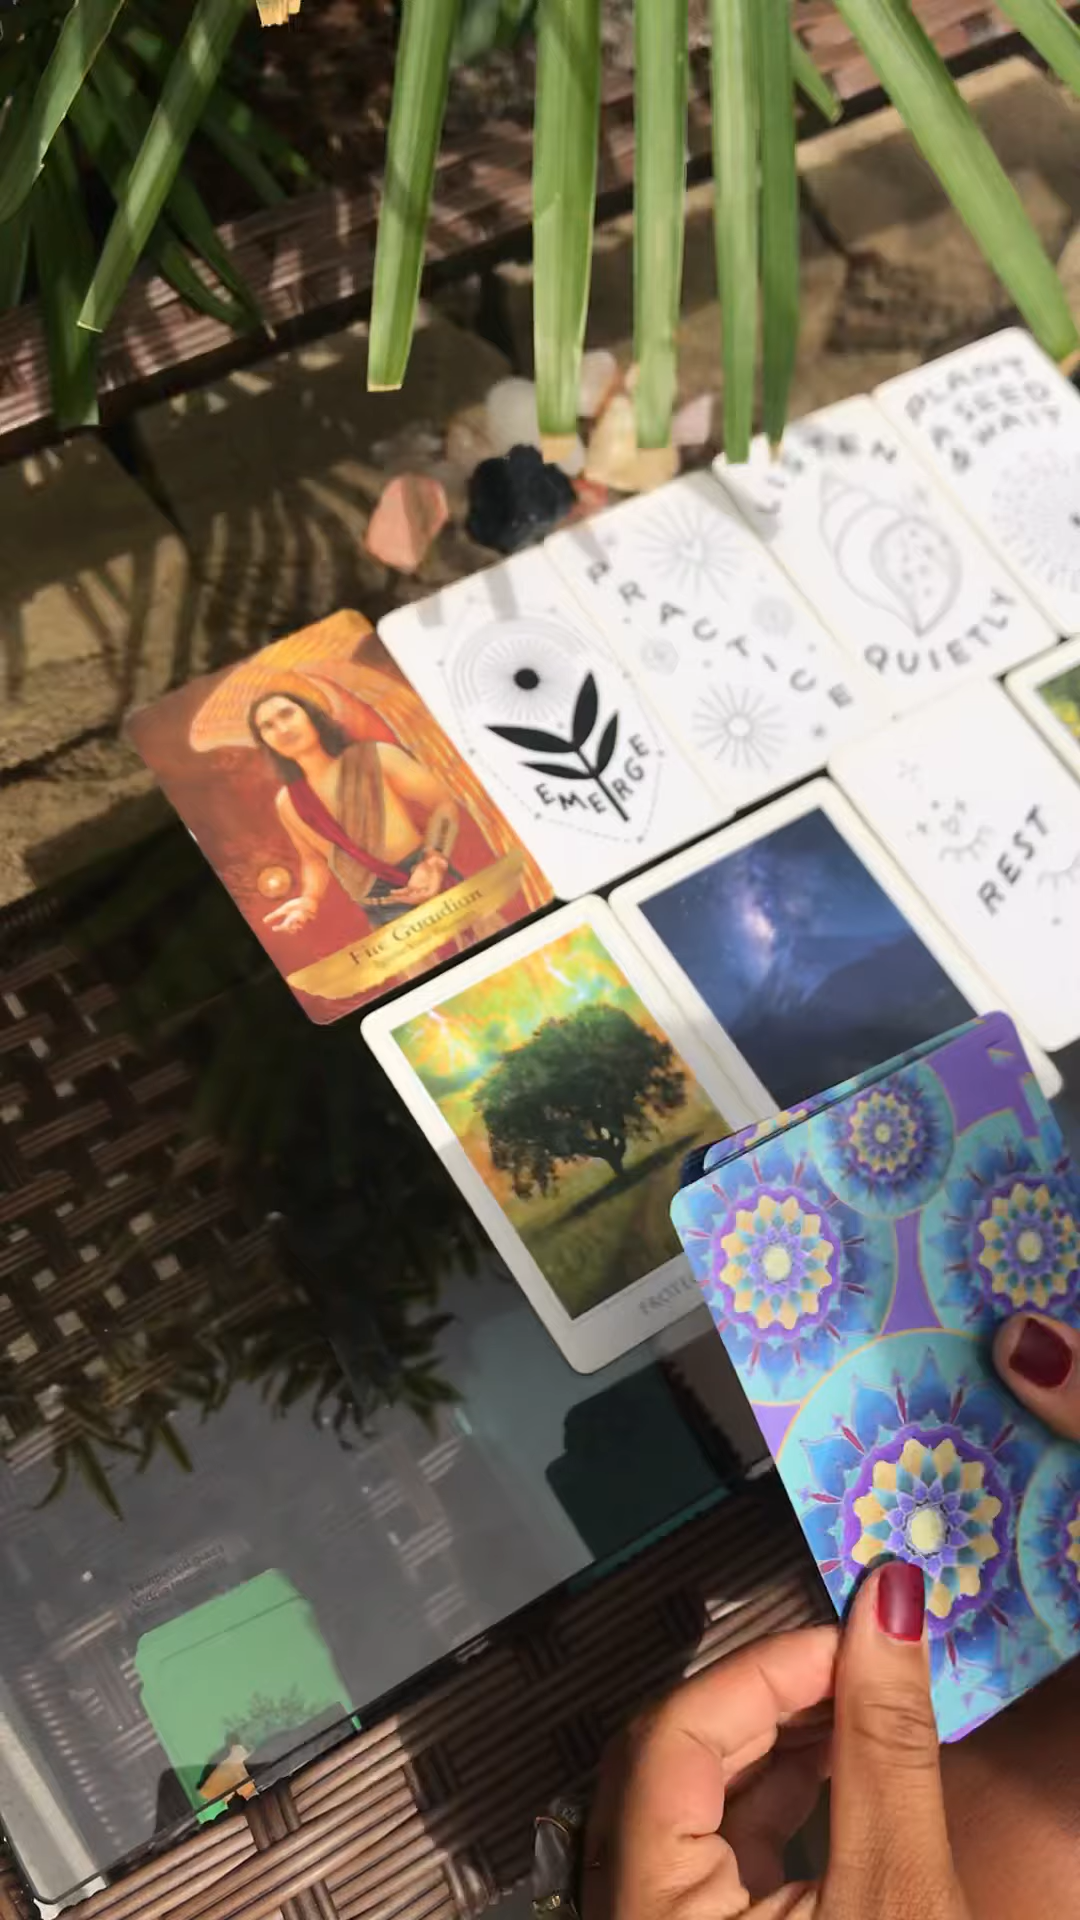 PLANT
A SEED
& WAIT
LISTEN
QUIETLY
PRACTICE
EMERGE
REST
Fire Guardian